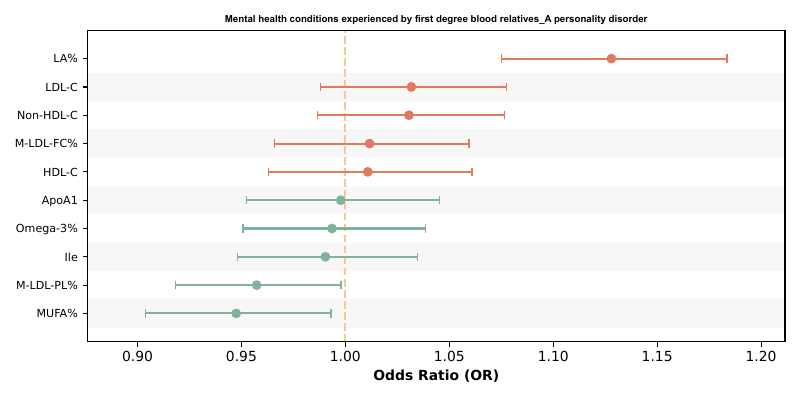 Mental health conditions experienced by first degree blood relatives_A personality disorder
LA%
LDL-C
Non-HDL-C
M-LDL-FC%
HDL-C
ApoA1
Omega-3%
Ile
M-LDL-PL%
MUFA%
0.90 0.95 1.00 1.05 1.10 1.15 1.20
Odds Ratio (OR)